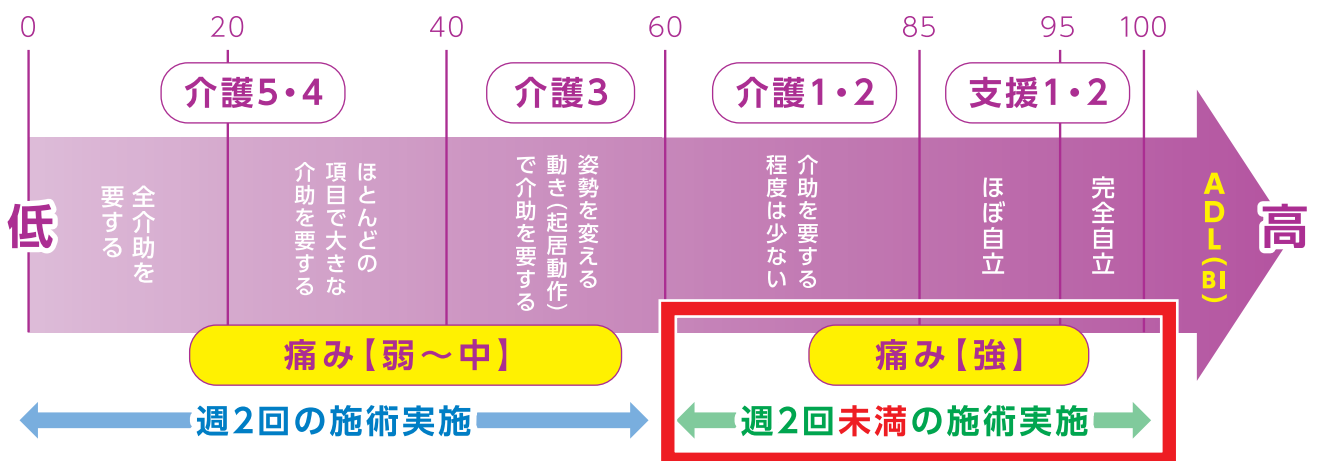 0
20
40
60
85
95
100
介護5・4
介護3
介護1・2
支援1・2
低
全介助を
要する
ほとんどの
項目で大きな
介助を要する
姿勢を変える
動き(起居動作)
で介助を要する
介助を要する
程度は少ない
ほぼ自立
完全自立
ADL(BI)
高
痛み【弱～中】
痛み【強】
週2回の施術実施
週2回未満の施術実施